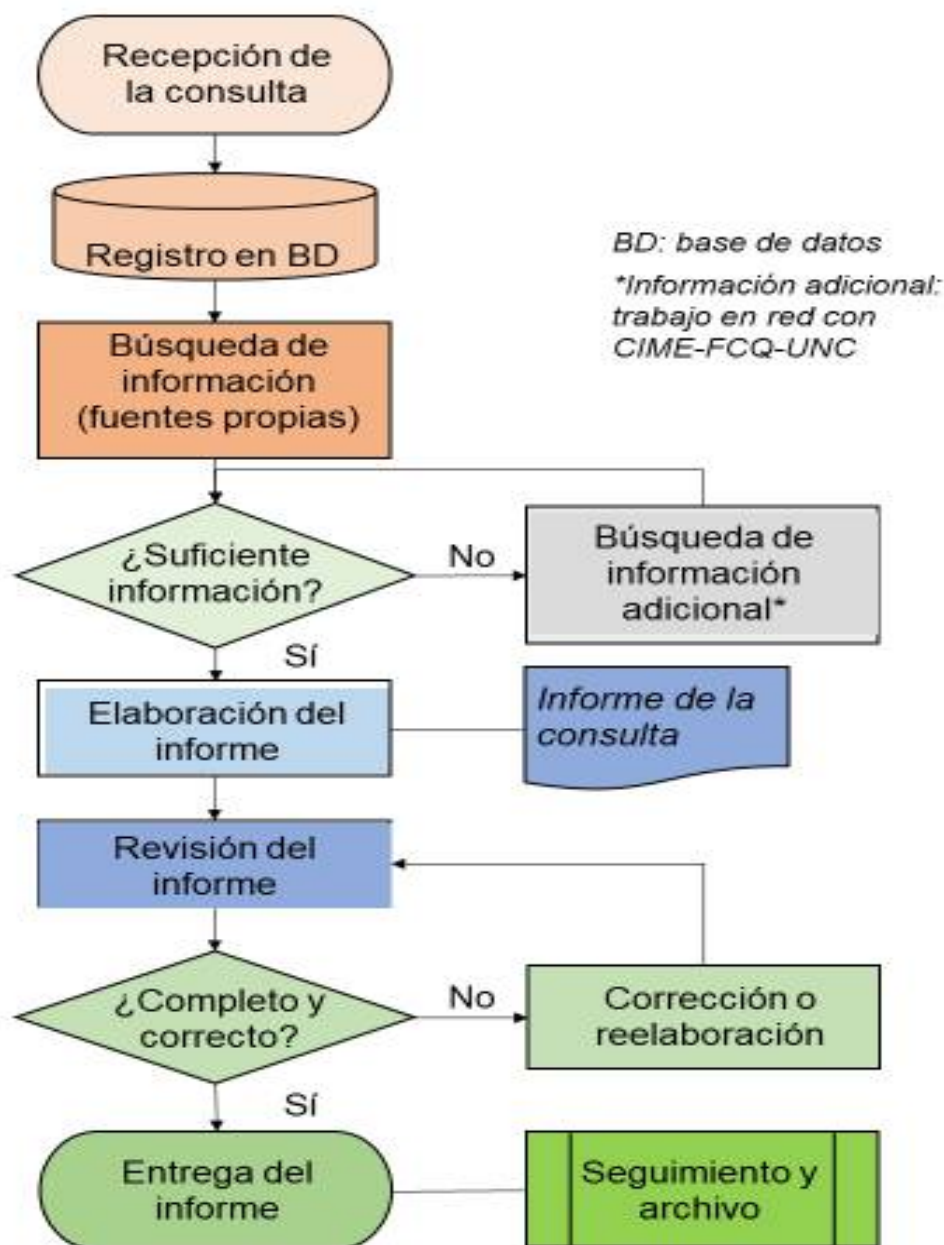 Recepción de
la consulta
Registro en BD
BD: base de datos
*Información adicional:
trabajo en red con
CIME-FCQ-UNC
Búsqueda de
información
(fuentes propias)
¿Suficiente
información?
No
Búsqueda de
información
adicional*
Sí
Elaboración del
informe
Informe de la
consulta
Revisión del
informe
¿Completo y
correcto?
No
Corrección o
reelaboración
Sí
Entrega del
informe
Seguimiento y
archivo